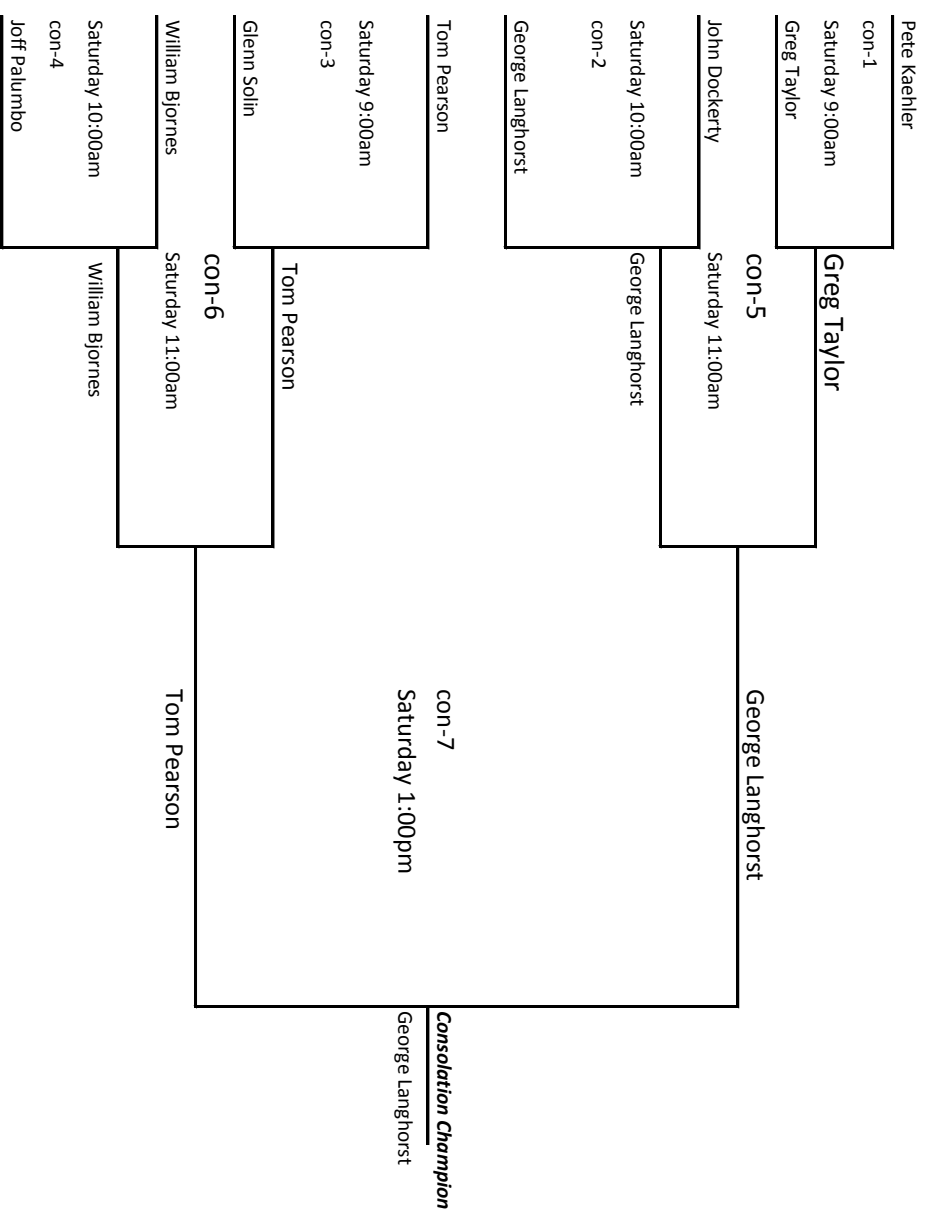 Pete Kaehler
con-1
Saturday 9:00am
Greg Taylor
Greg Taylor
con-5
Saturday 11:00am
John Dockerty
Saturday 10:00am
con-2
George Langhorst
George Langhorst
George Langhorst
con-7
Saturday 1:00pm
Consolation Champion
George Langhorst
Tom Pearson
Saturday 9:00am
con-3
Glenn Solin
Tom Pearson
con-6
Saturday 11:00am
William Bjornes
Saturday 10:00am
con-4
Joff Palumbo
William Bjornes
Tom Pearson